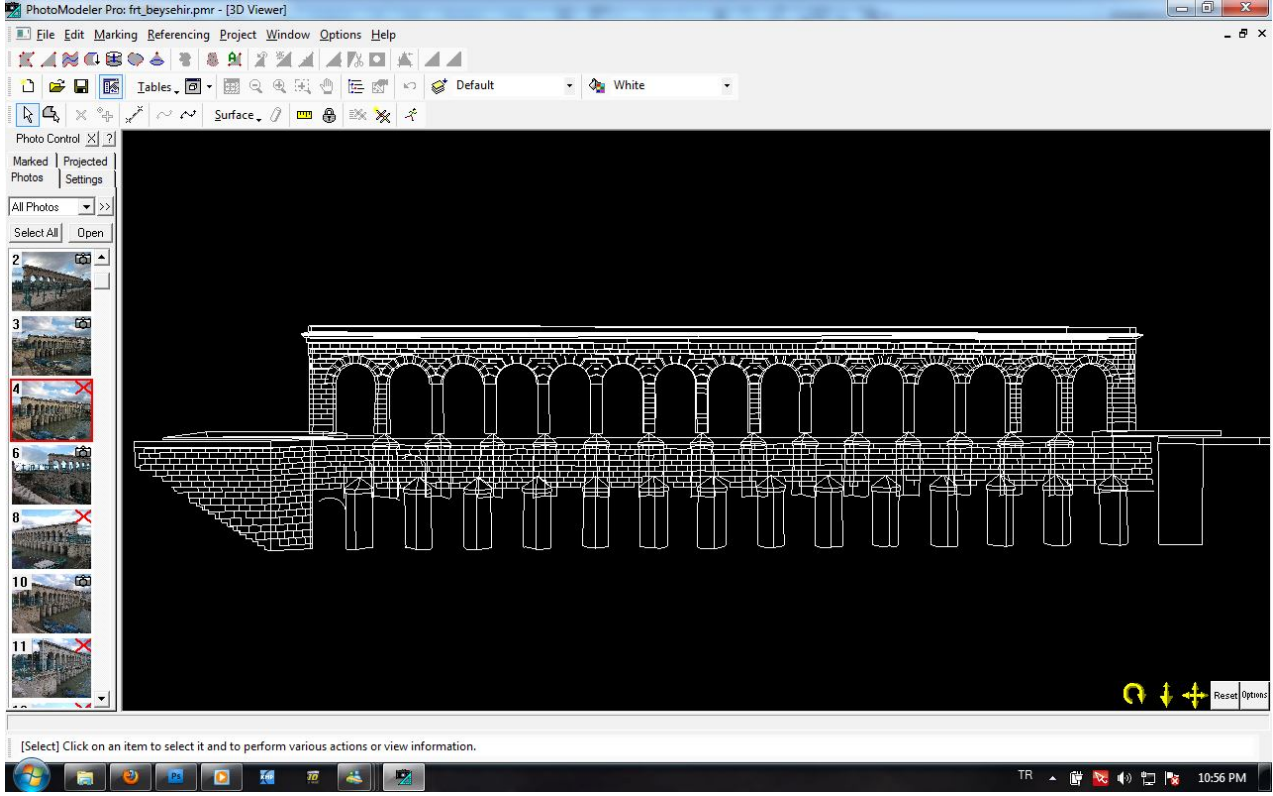 PhotoModeler Pro: frt_beysehir.pmr - [3D Viewer]
File Edit Marking Referencing Project Window Options Help
Tables Default White
Surface
Photo Control X ?
Marked Projected
Photos Settings
All Photos >>
Select All Open
2
3
4
6
8
10
11
Reset Options
[Select] Click on an item to select it and to perform various actions or view information.
Ps TR 10:56 PM